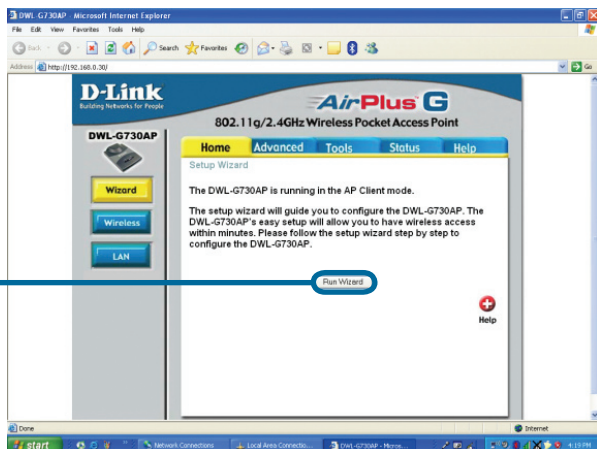 DWL-G730AP - Microsoft Internet Explorer
File Edit View Favorites Tools Help
Back Search Favorites
Address http://192.168.0.30/ Go
D-Link
Building Networks for People
AirPlus G
802.11g/2.4GHz Wireless Pocket Access Point
DWL-G730AP
Home Advanced Tools Status Help
Setup Wizard
Wizard
Wireless
LAN
The DWL-G730AP is running in the AP Client mode.
The setup wizard will guide you to configure the DWL-G730AP. The
DWL-G730AP's easy setup will allow you to have wireless access
within minutes. Please follow the setup wizard step by step to
configure the DWL-G730AP.
Run Wizard
Help
Done Internet
start Network Connections Local Area Connectio... DWL-G730AP - Micros... 4:19 PM